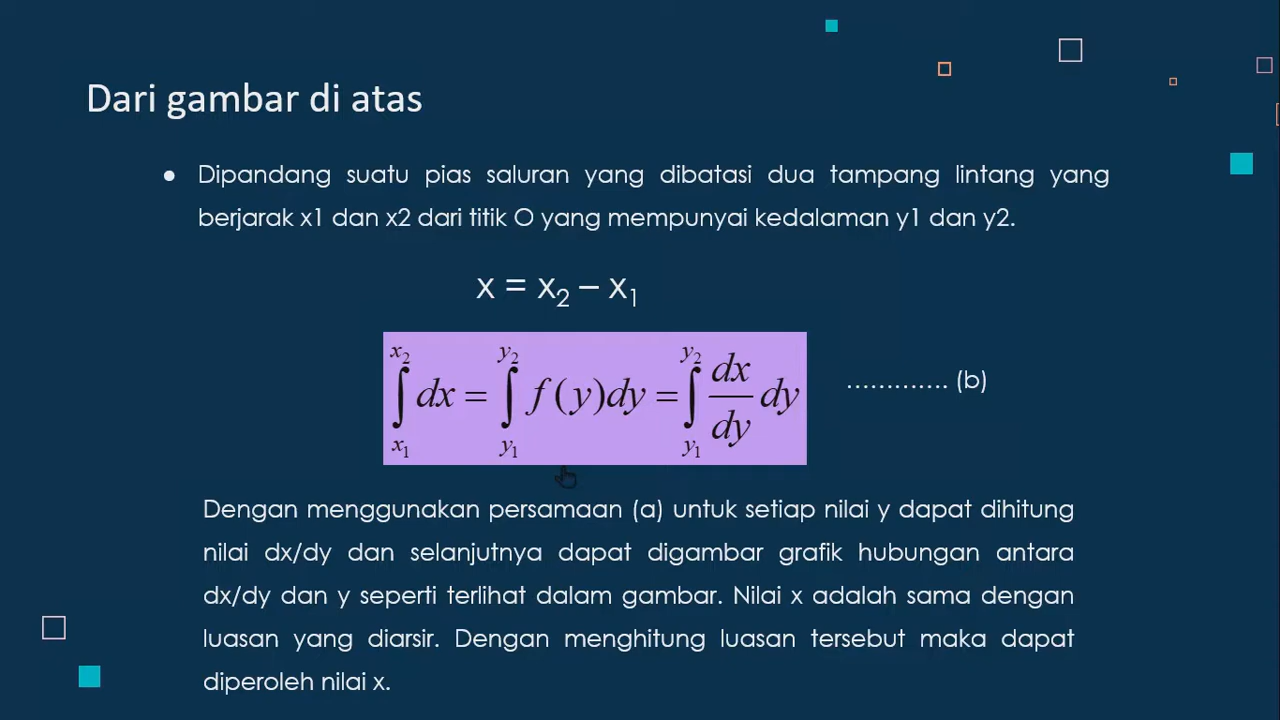 Dari gambar di atas
● Dipandang suatu pias saluran yang dibatasi dua tampang lintang yang
berjarak x1 dan x2 dari titik O yang mempunyai kedalaman y1 dan y2.
x = x₂ – x₁
∫_{x₁}^{x₂} dx = ∫_{y₁}^{y₂} f(y)dy = ∫_{y₁}^{y₂} dx/dy dy ............. (b)
Dengan menggunakan persamaan (a) untuk setiap nilai y dapat dihitung
nilai dx/dy dan selanjutnya dapat digambar grafik hubungan antara
dx/dy dan y seperti terlihat dalam gambar. Nilai x adalah sama dengan
luasan yang diarsir. Dengan menghitung luasan tersebut maka dapat
diperoleh nilai x.